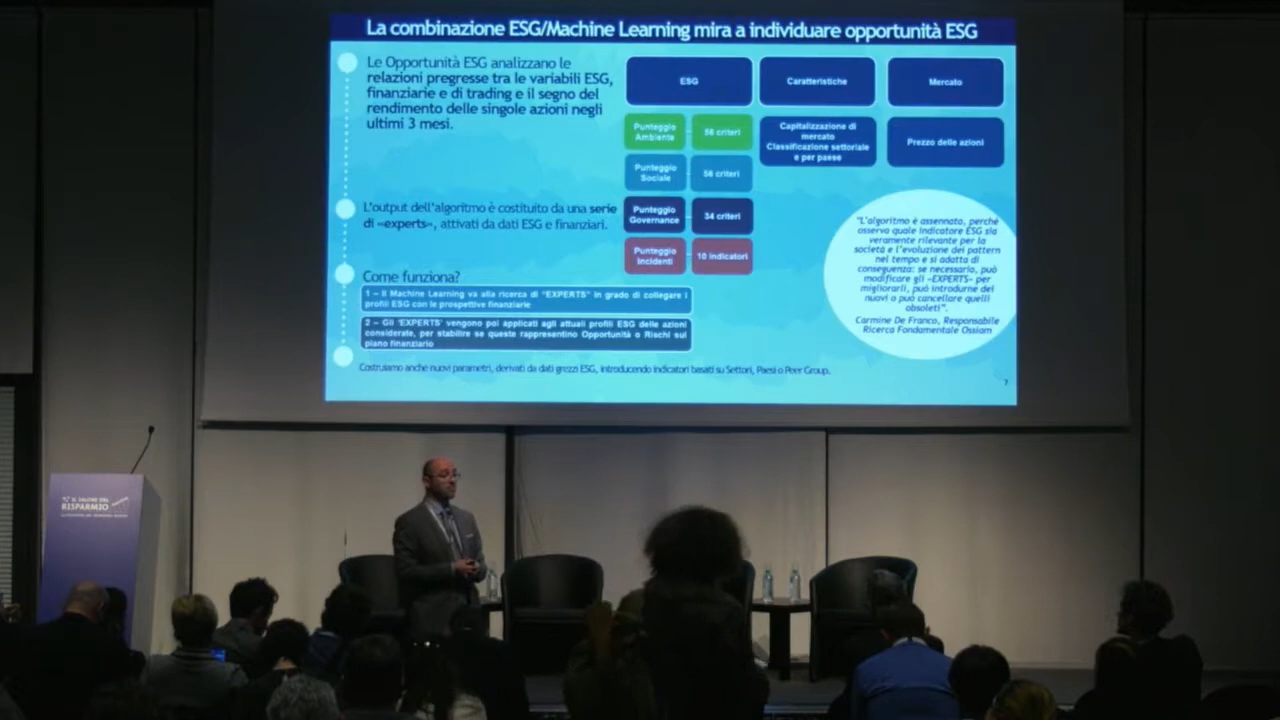 La combinazione ESG/Machine Learning mira a individuare opportunità ESG
Le Opportunità ESG analizzano le
relazioni pregresse tra le variabili ESG,
finanziarie e di trading e il segno del
rendimento delle singole azioni negli
ultimi 3 mesi.
L'output dell'algoritmo è costituito da una serie
di «experts», attivati da dati ESG e finanziari.
Come funziona?
1 – Il Machine Learning va alla ricerca di "EXPERTS" in grado di collegare i
profili ESG con le prospettive finanziarie
2 – Gli 'EXPERTS' vengono poi applicati agli attuali profili ESG delle azioni
considerate, per stabilire se queste rappresentino Opportunità o Rischi sul
piano finanziario
Costruiamo anche nuovi parametri, derivati da dati grezzi ESG, introducendo indicatori basati su Settori, Paesi o Peer Group.
ESG
Caratteristiche
Mercato
Punteggio
Ambiente
56 criteri
Punteggio
Sociale
56 criteri
Punteggio
Governance
34 criteri
Punteggio
Incidenti
10 indicatori
Capitalizzazione di
mercato
Classificazione settoriale
e per paese
Prezzo delle azioni
"L'algoritmo è assennato, perché
osserva quale indicatore ESG sia
veramente rilevante per la
società e l'evoluzione dei pattern
nel tempo e si adatta di
conseguenza: se necessario, può
modificare gli «EXPERTS» per
migliorarli, può introdurne dei
nuovi o può cancellare quelli
obsoleti".
Carmine De Franco, Responsabile
Ricerca Fondamentale Ossiam
7
IL SALONE DEL
RISPARMIO